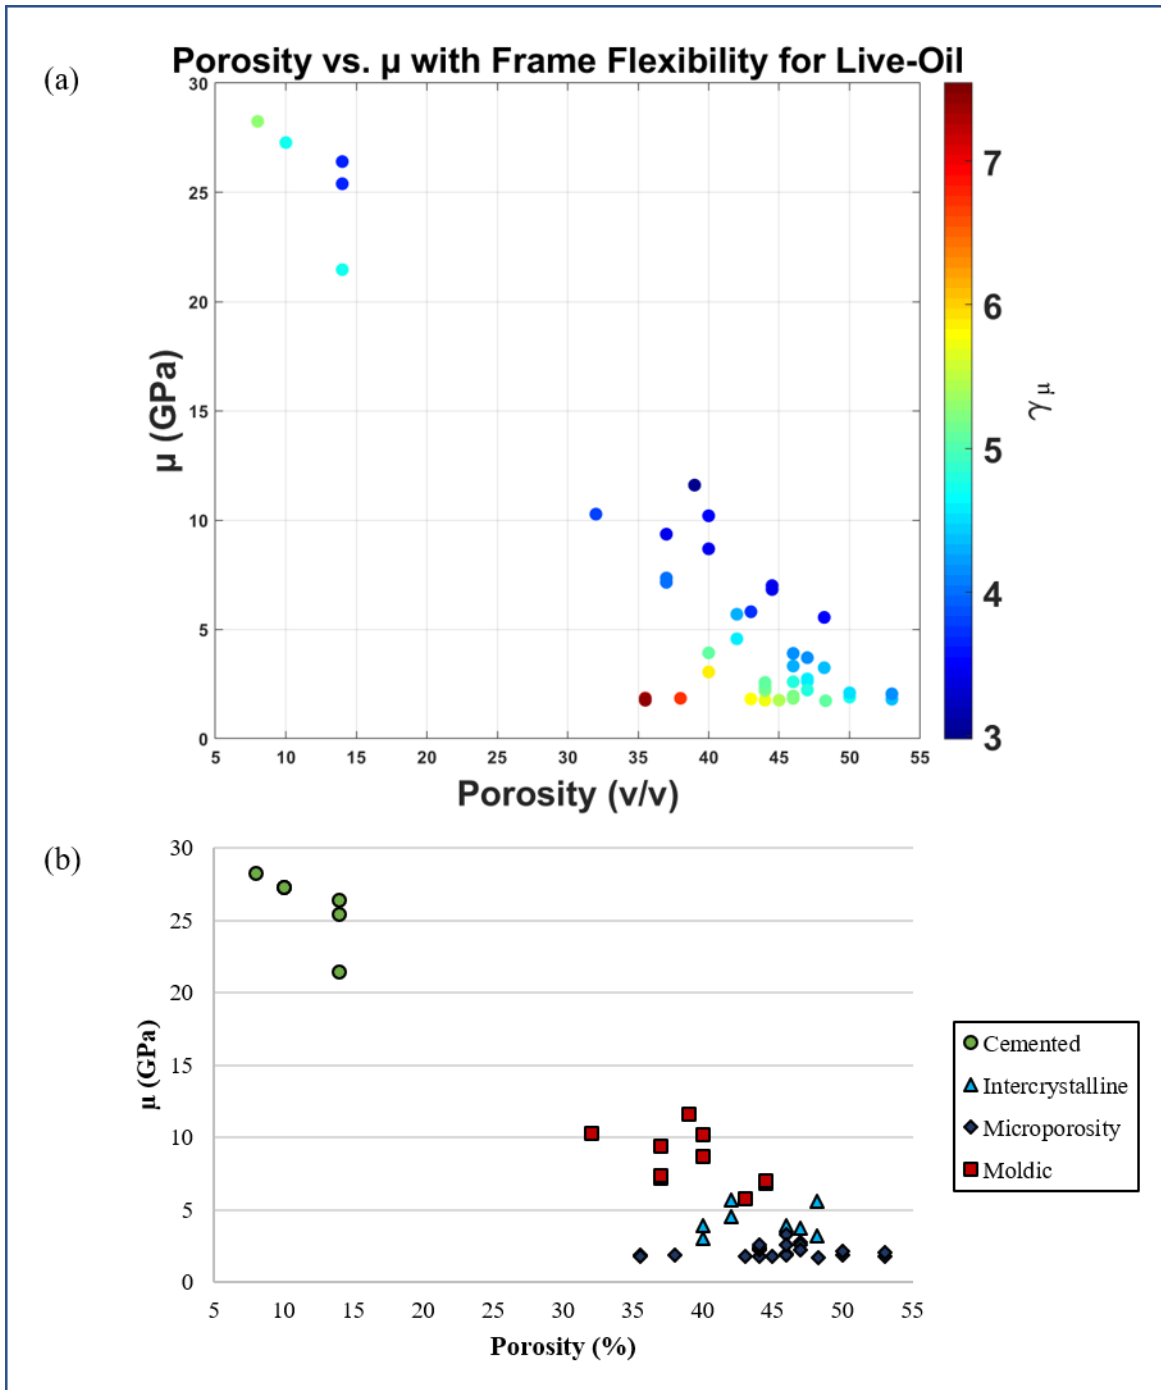 (a)
Porosity vs. μ with Frame Flexibility for Live-Oil
30
25
20
15
10
5
0
μ (GPa)
5 10 15 20 25 30 35 40 45 50 55
Porosity (v/v)
7
6
5
4
3
γ μ
(b)
30
25
20
15
10
5
0
μ (GPa)
5 10 15 20 25 30 35 40 45 50 55
Porosity (%)
Cemented
Intercrystalline
Microporosity
Moldic